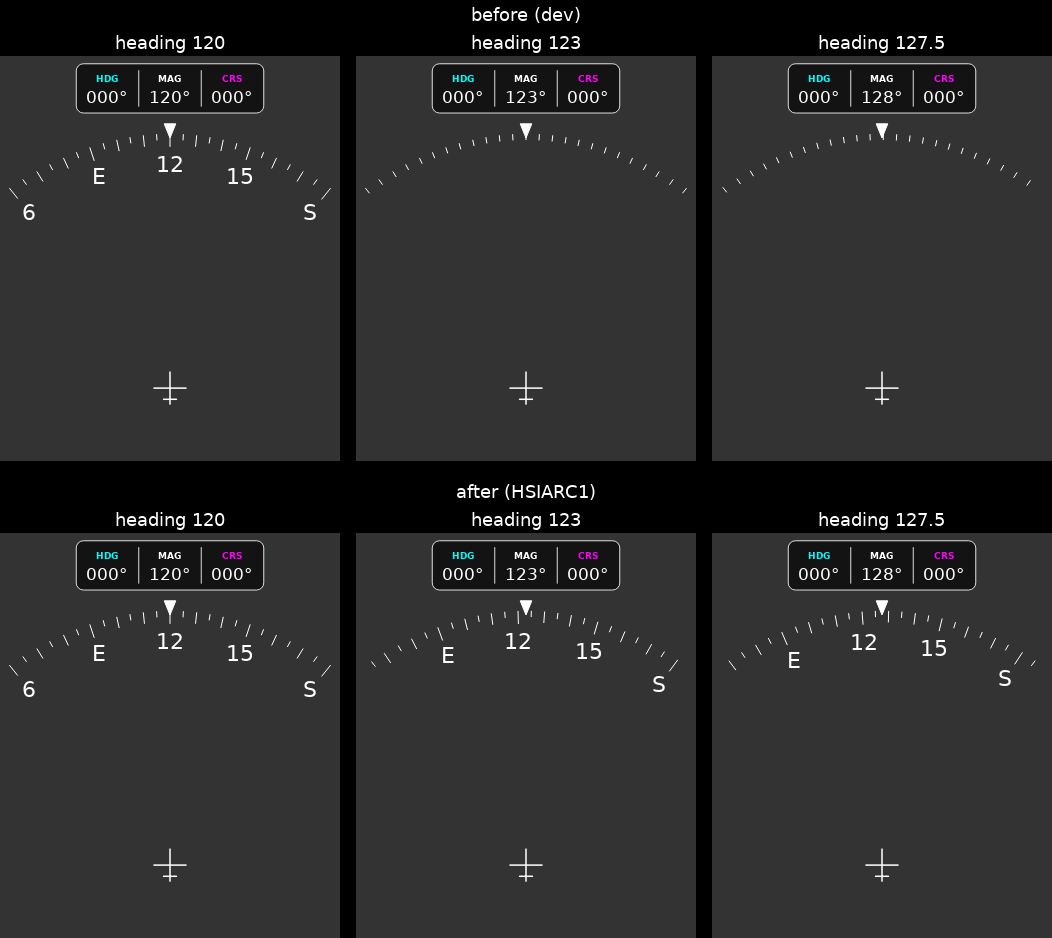 before (dev)
heading 120 heading 123 heading 127.5
HDG MAG CRS HDG MAG CRS HDG MAG CRS
000° 120° 000° 000° 123° 000° 000° 128° 000°
12
E 15
6 S
after (HSIARC1)
heading 120 heading 123 heading 127.5
HDG MAG CRS HDG MAG CRS HDG MAG CRS
000° 120° 000° 000° 123° 000° 000° 128° 000°
12 12 12
E 15 E 15 E 15
6 S S S